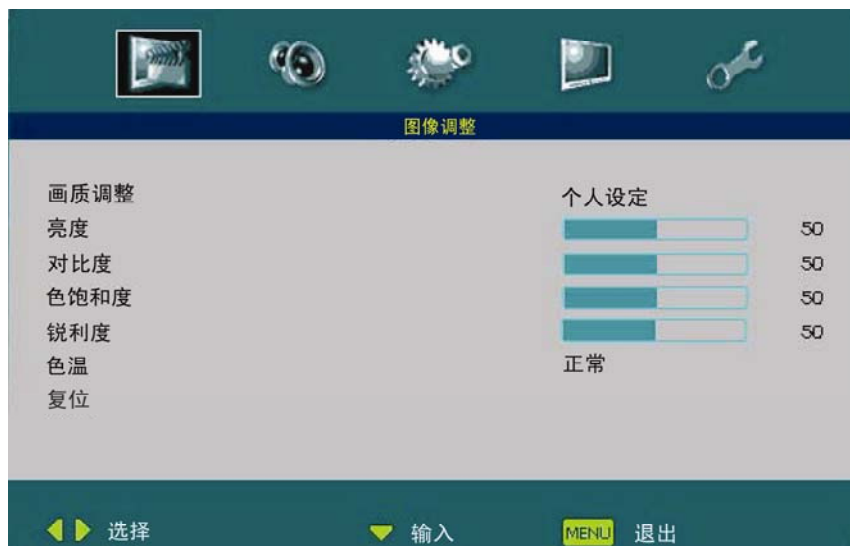 图像调整
画质调整 个人设定
亮度 50
对比度 50
色饱和度 50
锐利度 50
色温 正常
复位
选择 输入 MENU 退出